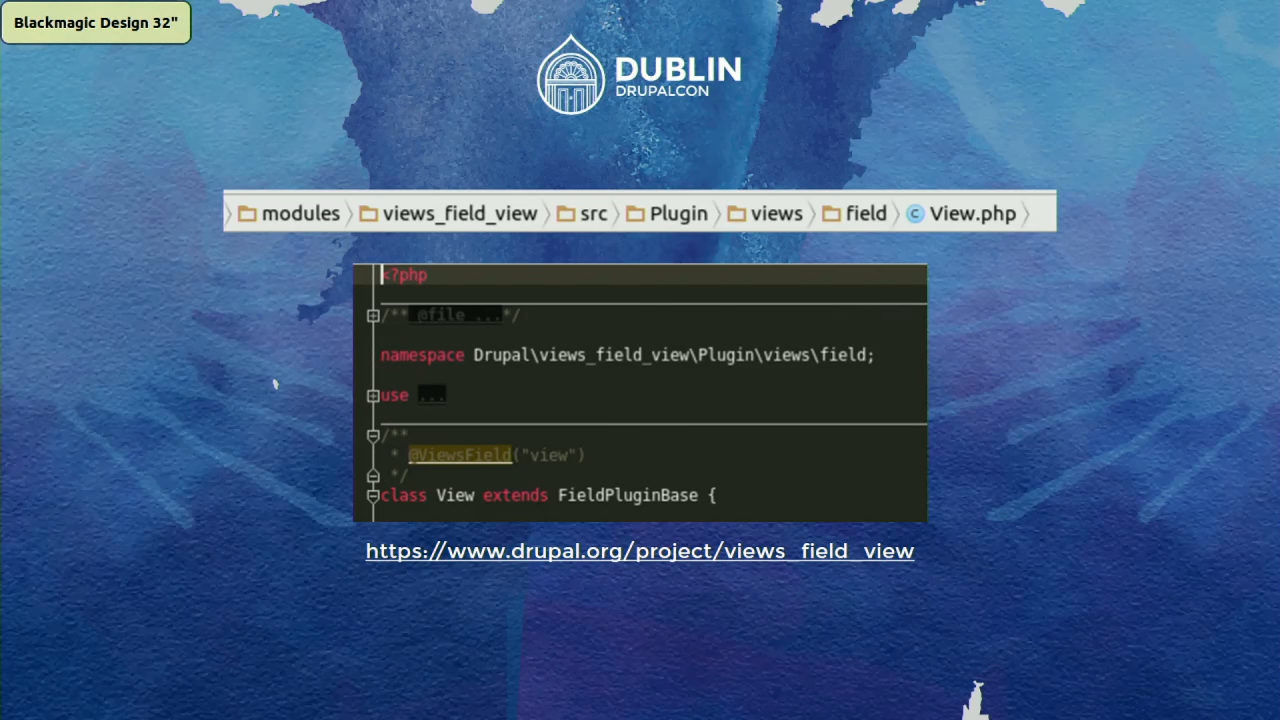 Blackmagic Design 32"
DUBLIN
DRUPALCON
modules views_field_view src Plugin views field View.php
<?php
/** @file ...*/
namespace Drupal\views_field_view\Plugin\views\field;
use ...
/**
* @ViewsField("view")
*/
class View extends FieldPluginBase {
https://www.drupal.org/project/views_field_view